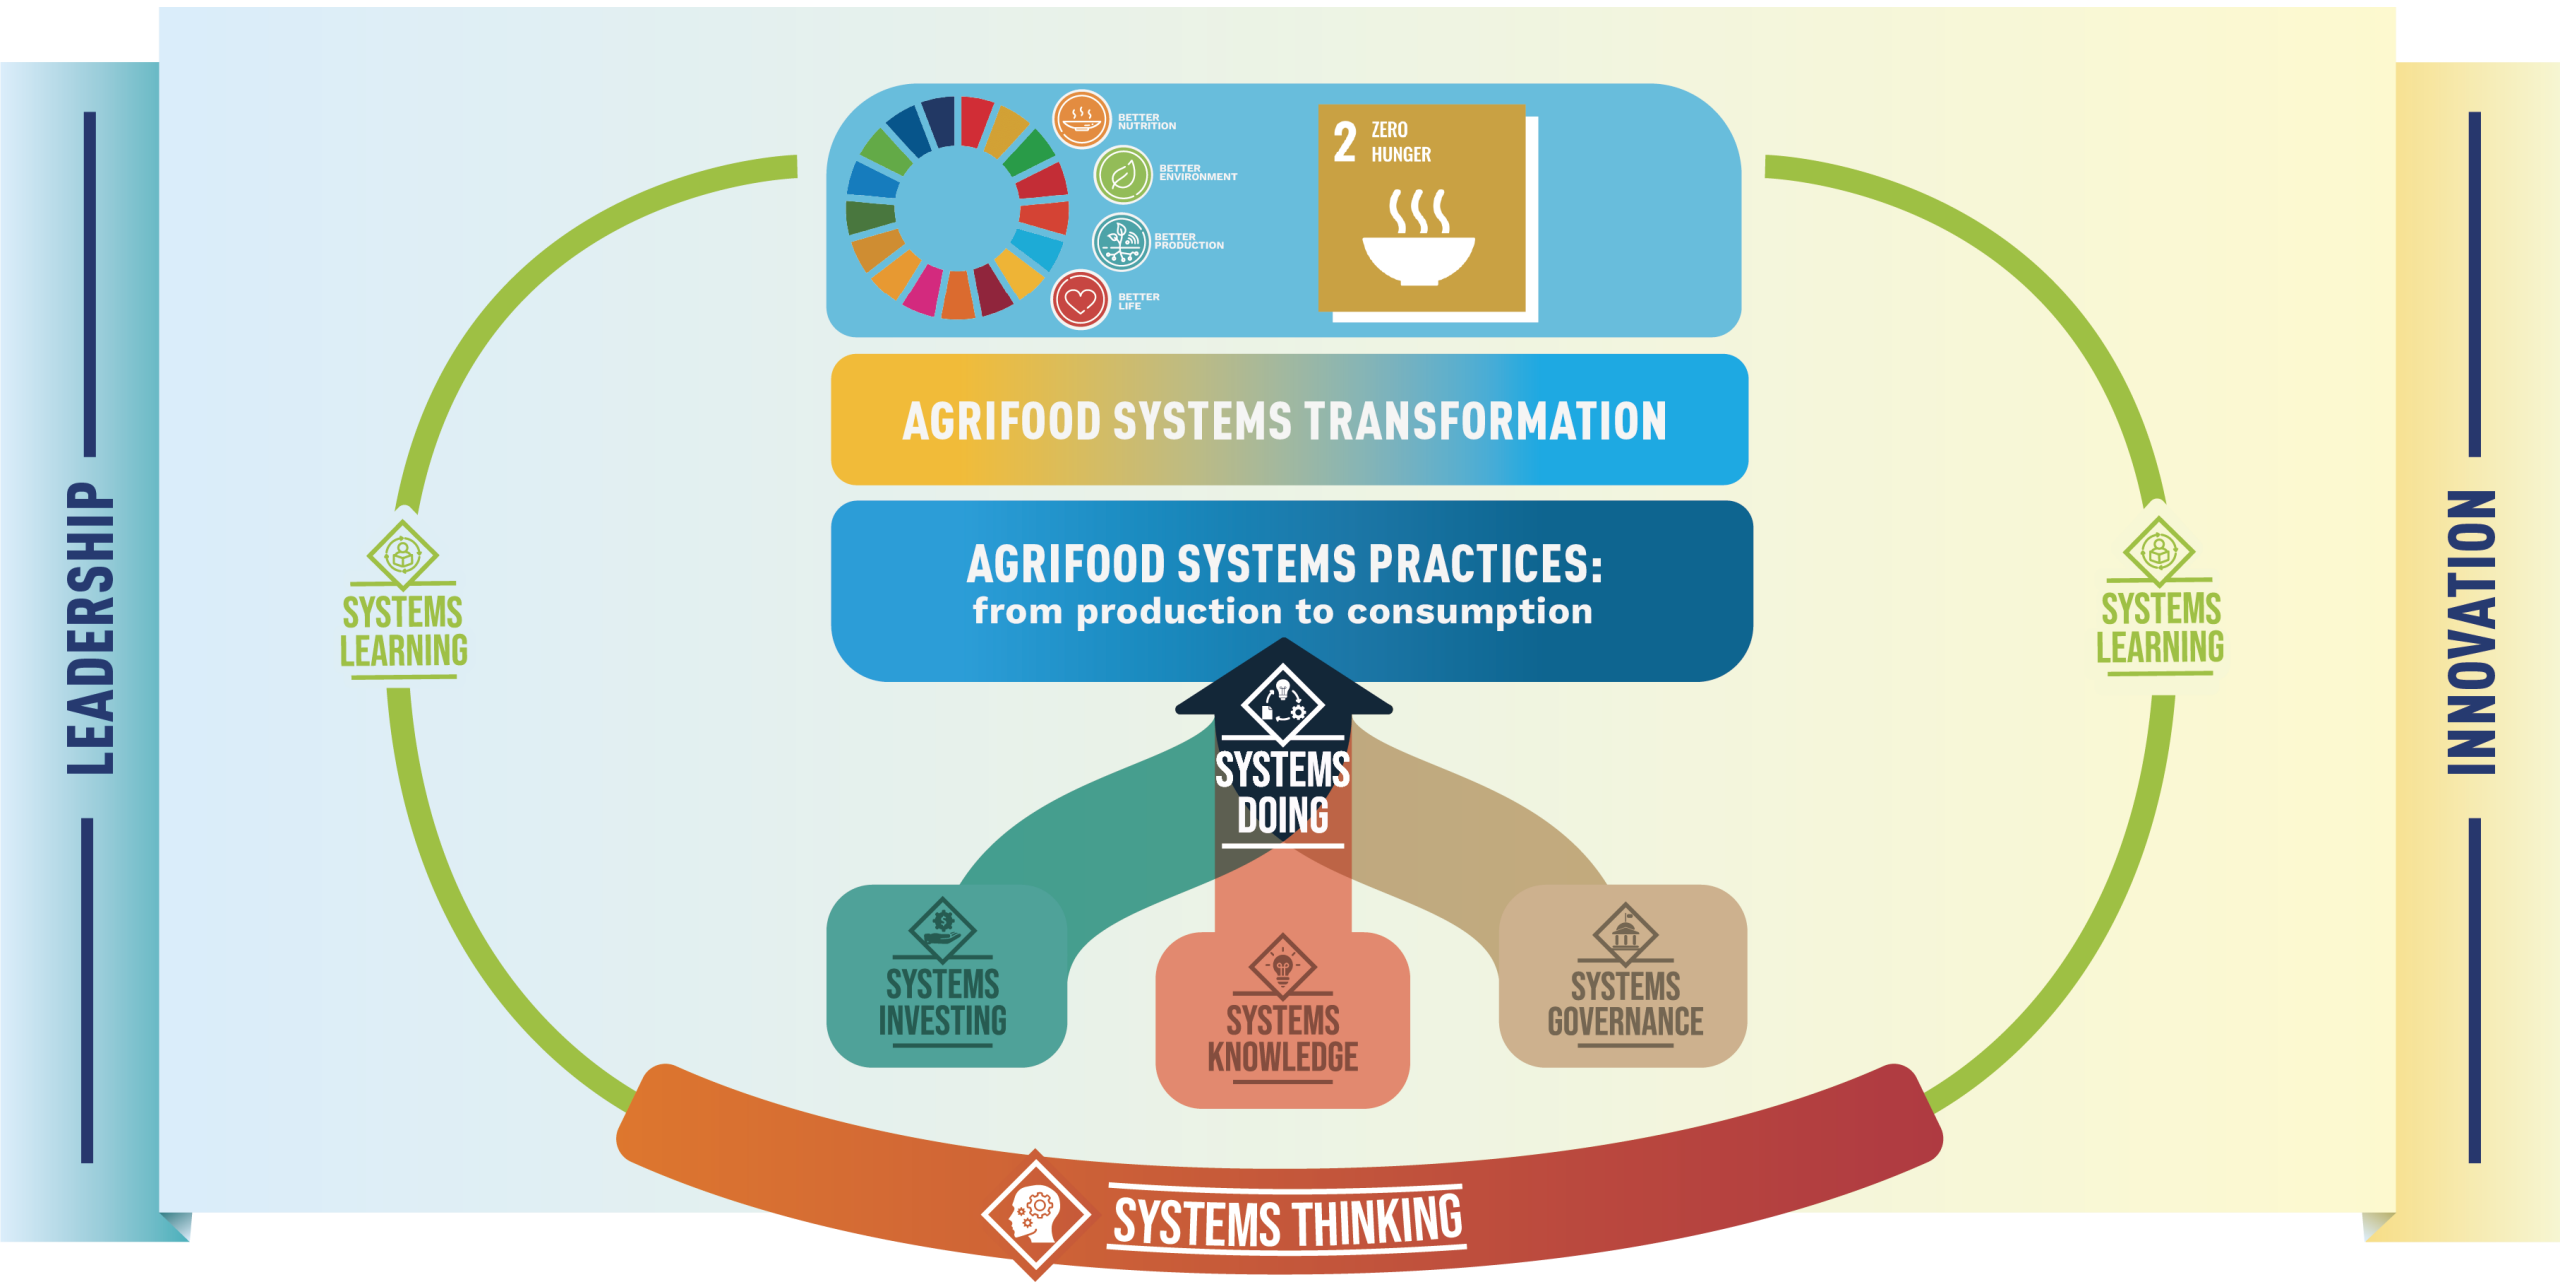 LEADERSHIP
BETTER
NUTRITION
BETTER
ENVIRONMENT
BETTER
PRODUCTION
BETTER
LIFE
2 ZERO
HUNGER
AGRIFOOD SYSTEMS TRANSFORMATION
AGRIFOOD SYSTEMS PRACTICES:
from production to consumption
SYSTEMS
LEARNING
SYSTEMS
LEARNING
SYSTEMS
DOING
SYSTEMS
INVESTING
SYSTEMS
KNOWLEDGE
SYSTEMS
GOVERNANCE
SYSTEMS THINKING
INNOVATION